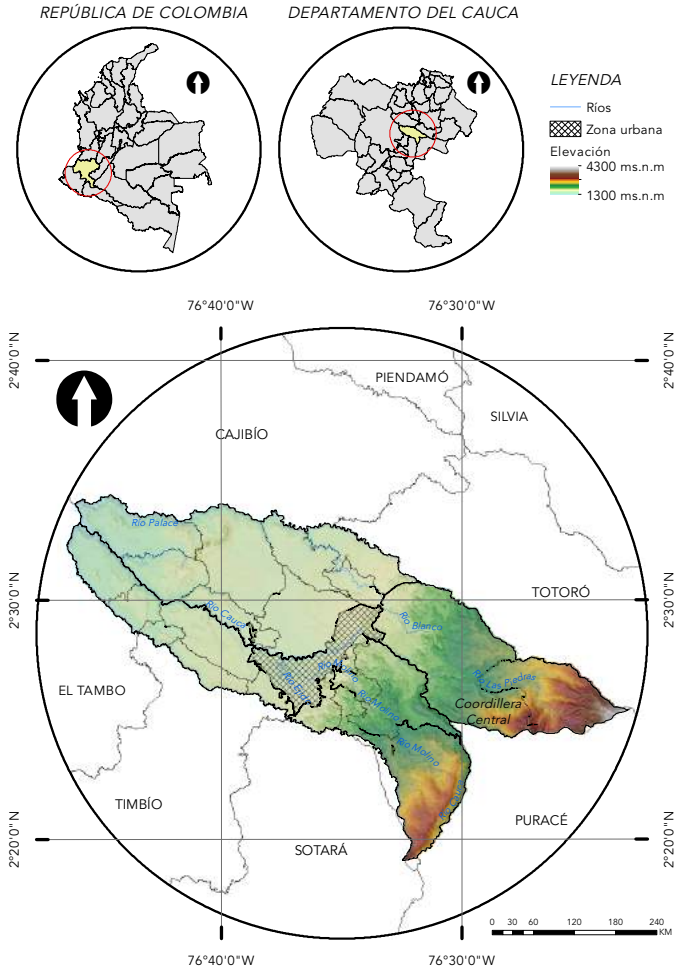 REPÚBLICA DE COLOMBIA
DEPARTAMENTO DEL CAUCA
LEYENDA
Ríos
Zona urbana
Elevación
4300 ms.n.m
1300 ms.n.m
76°40'0"W
76°30'0"W
2°40'0"N
2°40'0"N
PIENDAMÓ
SILVIA
CAJIBÍO
Río Palacé
TOTORÓ
2°30'0"N
2°30'0"N
Río Cauca
Río Blanco
Río Las Piedras
EL TAMBO
Coordillera
Central
Río Molino
Río Molino
TIMBÍO
PURACÉ
SOTARÁ
2°20'0"N
2°20'0"N
0 30 60 120 180 240
KM
76°40'0"W
76°30'0"W